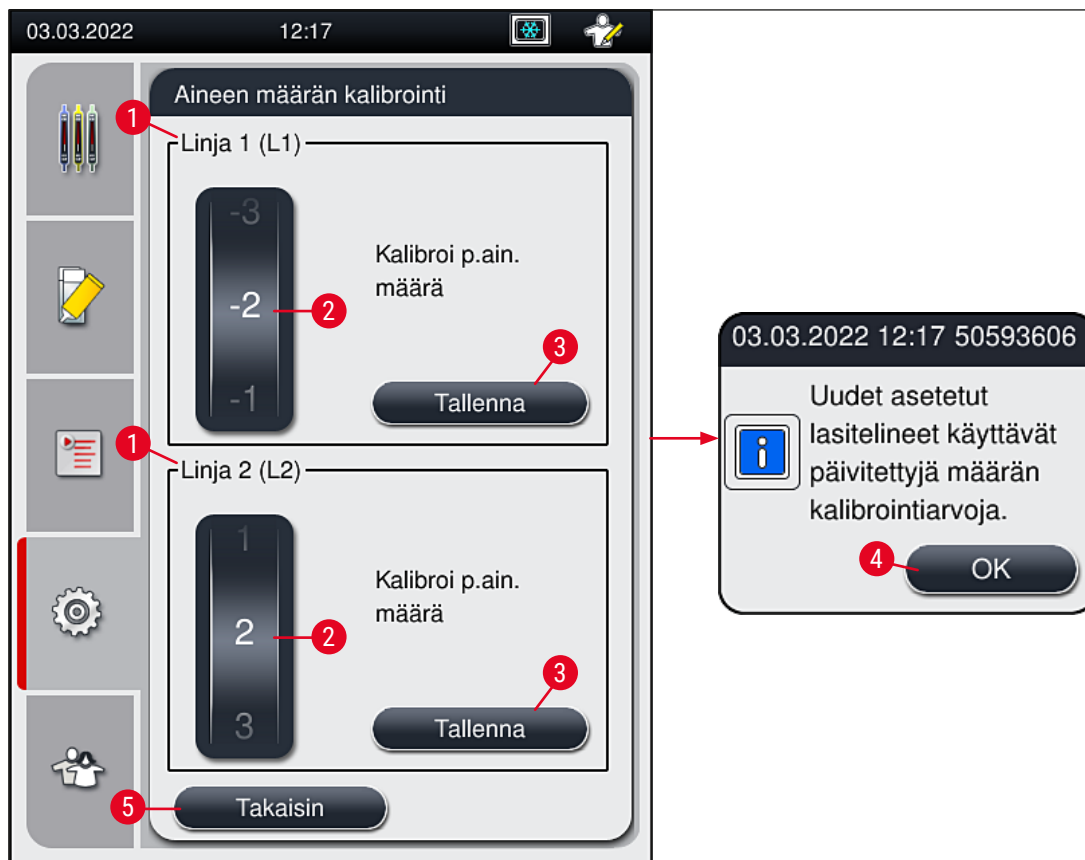 03.03.2022 12:17
Aineen määrän kalibrointi
1
Linja 1 (L1)
-3
-2
-1
2
Kalibroi p.ain.
määrä
3
Tallenna
1
Linja 2 (L2)
1
2
3
2
Kalibroi p.ain.
määrä
3
Tallenna
5
Takaisin
03.03.2022 12:17 50593606
Uudet asetetut
lasitelineet käyttävät
päivitettyjä määrän
kalibrointiarvoja.
4
OK